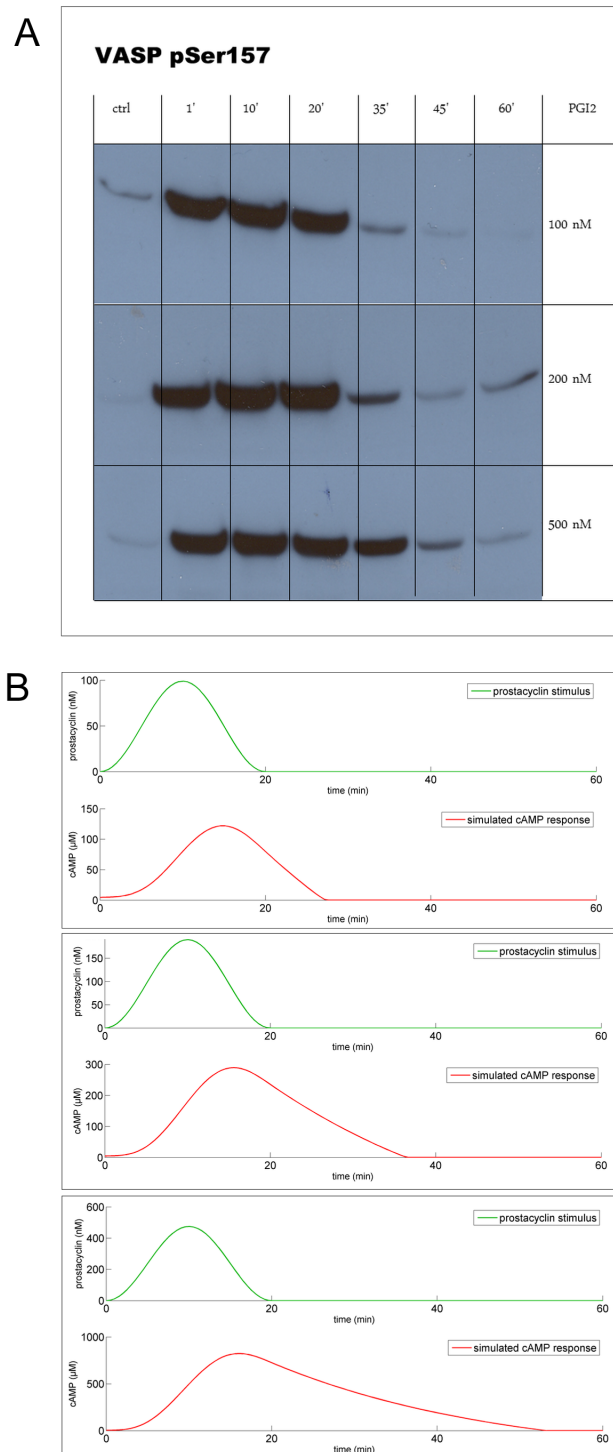 A
VASP pSer157
ctrl 1' 10' 20' 35' 45' 60' PGI2
100 nM
200 nM
500 nM
B
100
50
0
prostacyclin (nM)
prostacyclin stimulus
0 20 40 60
time (min)
150
100
50
0
cAMP (µM)
simulated cAMP response
0 20 40 60
time (min)
150
100
50
0
prostacyclin (nM)
prostacyclin stimulus
0 20 40 60
time (min)
300
200
100
0
cAMP (µM)
simulated cAMP response
0 20 40 60
time (min)
600
400
200
0
prostacyclin (nM)
prostacyclin stimulus
0 20 40 60
time (min)
1000
500
0
cAMP (µM)
simulated cAMP response
0 20 40 60
time (min)